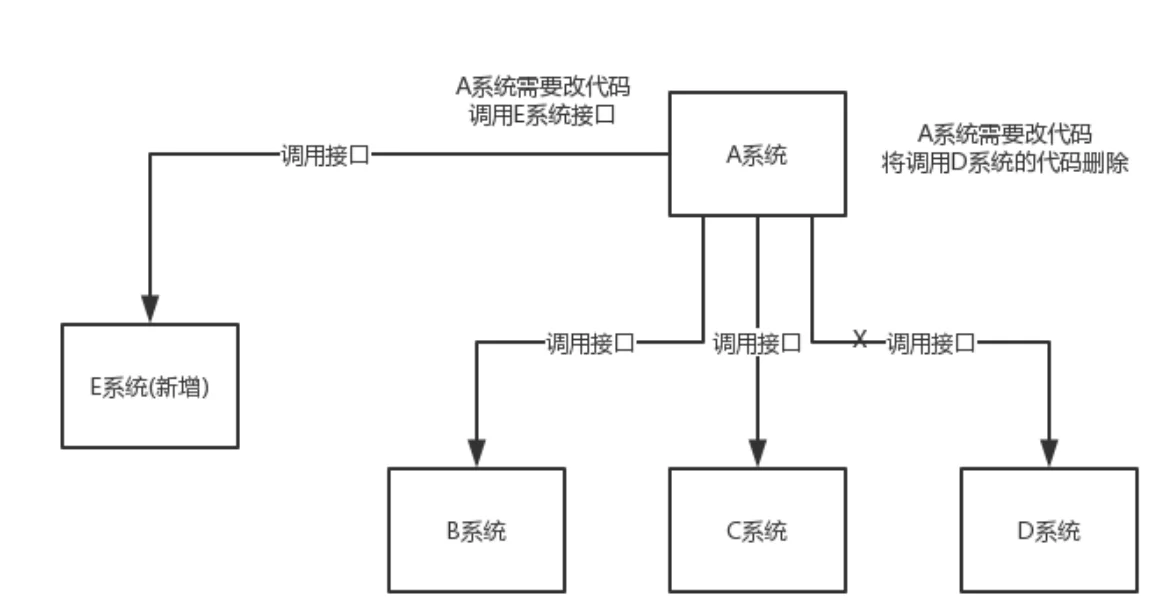 A系统需要改代码
调用E系统接口
A系统需要改代码
将调用D系统的代码删除
调用接口
A系统
调用接口
调用接口
X
调用接口
E系统(新增)
B系统
C系统
D系统